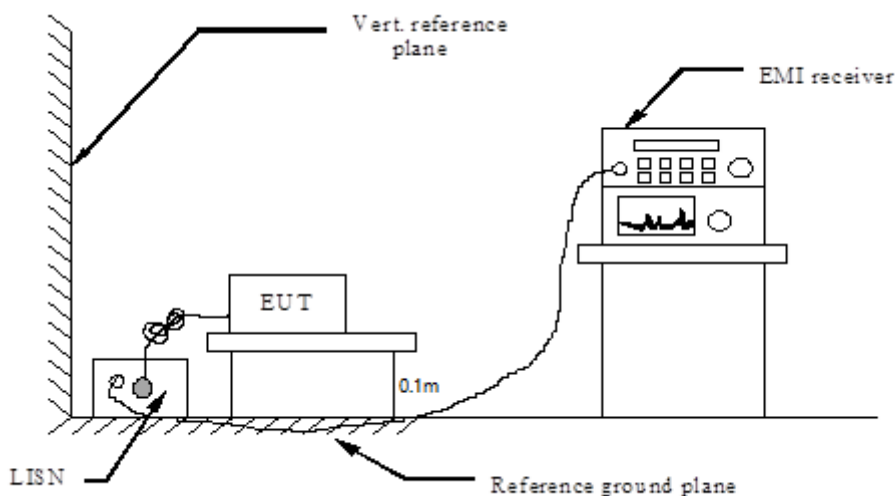 Vert. reference
plane
EMI receiver
EUT
0.1m
LISN
Reference ground plane